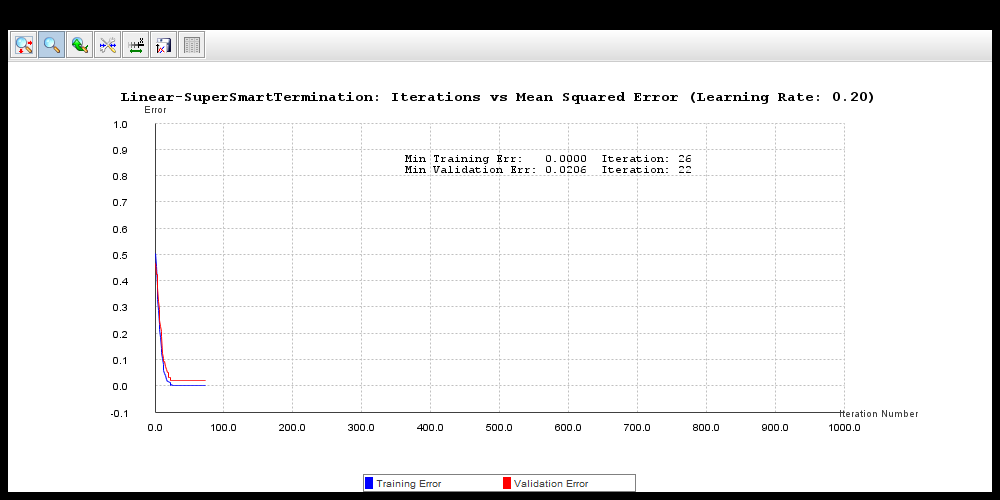 Linear-SuperSmartTermination: Iterations vs Mean Squared Error (Learning Rate: 0.20)
Error
1.0
0.9
Min Training Err: 0.0000 Iteration: 26
Min Validation Err: 0.0206 Iteration: 22
0.8
0.7
0.6
0.5
0.4
0.3
0.2
0.1
0.0
-0.1
Iteration Number
0.0 100.0 200.0 300.0 400.0 500.0 600.0 700.0 800.0 900.0 1000.0
Training Error Validation Error